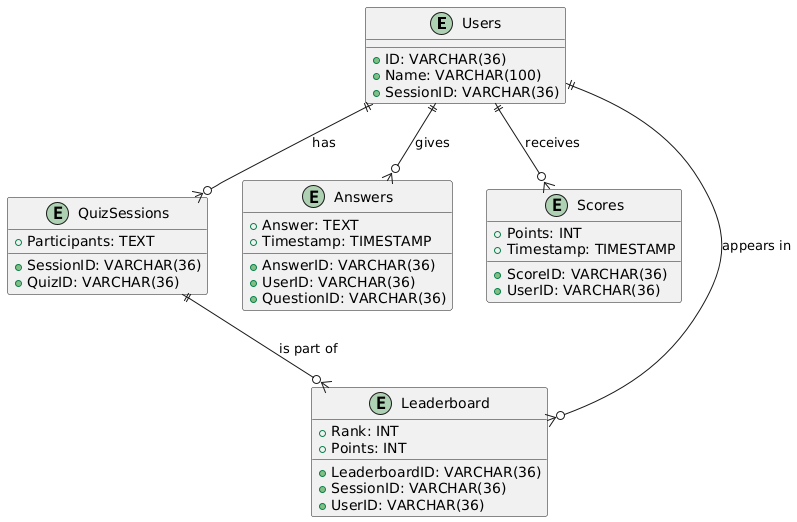 E Users
ID: VARCHAR(36)
Name: VARCHAR(100)
SessionID: VARCHAR(36)
has
gives
receives
E QuizSessions
Participants: TEXT
SessionID: VARCHAR(36)
QuizID: VARCHAR(36)
E Answers
Answer: TEXT
Timestamp: TIMESTAMP
AnswerID: VARCHAR(36)
UserID: VARCHAR(36)
QuestionID: VARCHAR(36)
E Scores
Points: INT
Timestamp: TIMESTAMP
ScoreID: VARCHAR(36)
UserID: VARCHAR(36)
appears in
is part of
E Leaderboard
Rank: INT
Points: INT
LeaderboardID: VARCHAR(36)
SessionID: VARCHAR(36)
UserID: VARCHAR(36)